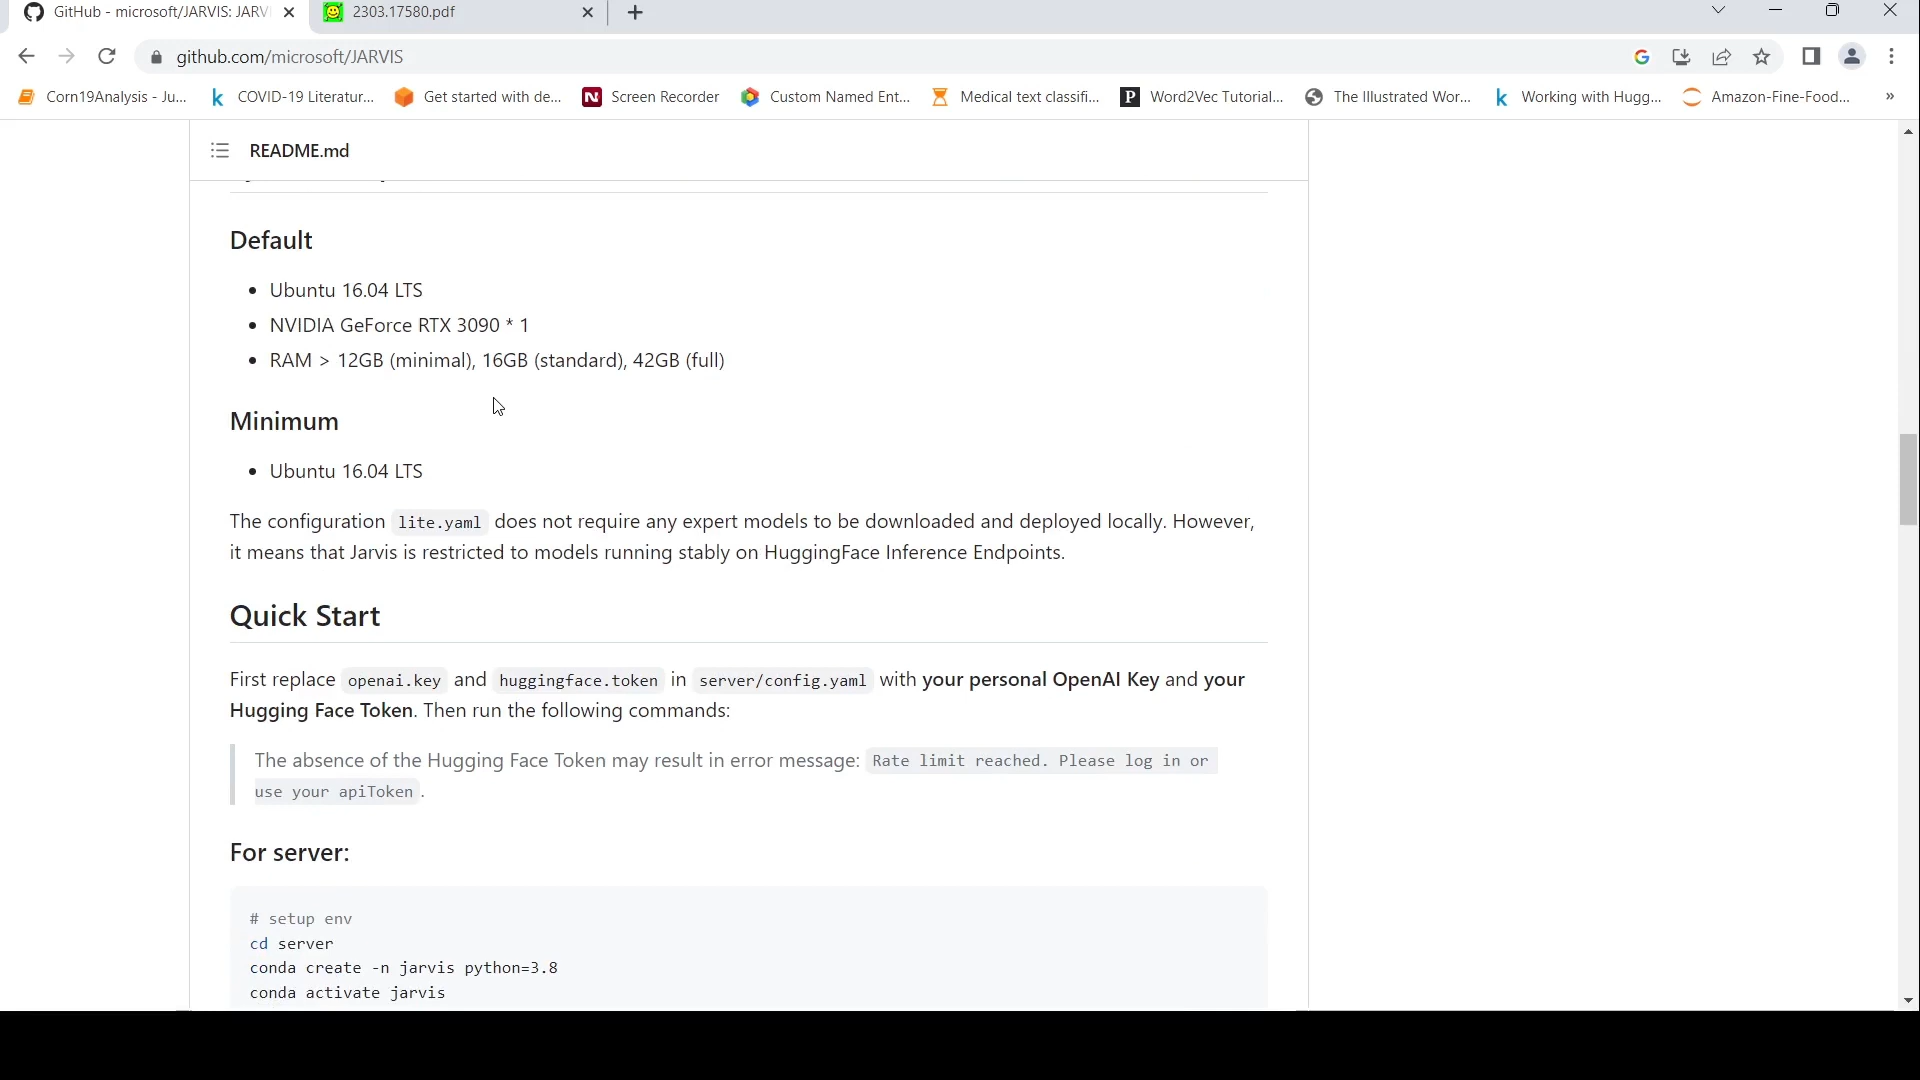 GitHub - microsoft/JARVIS: JARV
2303.17580.pdf
github.com/microsoft/JARVIS
Corn19Analysis - Ju...
COVID-19 Literatur...
Get started with de...
Screen Recorder
Custom Named Ent...
Medical text classifi...
Word2Vec Tutorial...
The Illustrated Wor...
Working with Hugg...
Amazon-Fine-Food...
»
README.md
Default
• Ubuntu 16.04 LTS
• NVIDIA GeForce RTX 3090 * 1
• RAM > 12GB (minimal), 16GB (standard), 42GB (full)
Minimum
• Ubuntu 16.04 LTS
The configuration lite.yaml does not require any expert models to be downloaded and deployed locally. However,
it means that Jarvis is restricted to models running stably on HuggingFace Inference Endpoints.
Quick Start
First replace openai.key and huggingface.token in server/config.yaml with your personal OpenAI Key and your
Hugging Face Token. Then run the following commands:
The absence of the Hugging Face Token may result in error message: Rate limit reached. Please log in or
use your apiToken .
For server:
# setup env
cd server
conda create -n jarvis python=3.8
conda activate jarvis